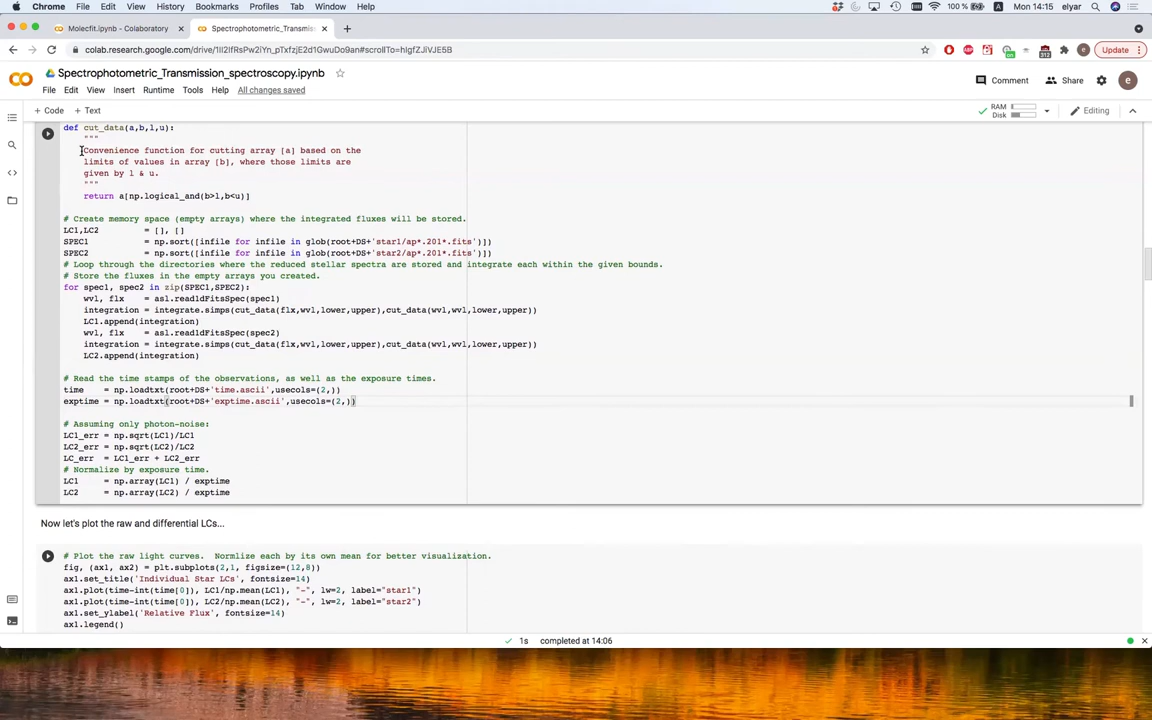 Chrome File Edit View History Bookmarks Profiles Tab Window Help 100 % A Mon 14:15 elyar
Molecfit.ipynb - Colaboratory Spectrophotometric_Transmiss
colab.research.google.com/drive/
Update
Spectrophotometric_Transmission_spectroscopy.ipynb
File Edit View Insert Runtime Tools Help All changes saved
Comment Share e
+ Code + Text
RAM
Disk
Editing
def cut_data(a,b,l,u):
"""
Convenience function for cutting array [a] based on the
limits of values in array [b], where those limits are
given by l & u.
"""
return a[np.logical_and(b>l,b<u)]
# Create memory space (empty arrays) where the integrated fluxes will be stored.
LC1,LC2 = [], []
SPEC1 = np.sort([infile for infile in glob(root+DS+'star1/ap*.201*.fits')])
SPEC2 = np.sort([infile for infile in glob(root+DS+'star2/ap*.201*.fits')])
# Loop through the directories where the reduced stellar spectra are stored and integrate each within the given bounds.
# Store the fluxes in the empty arrays you created.
for spec1, spec2 in zip(SPEC1,SPEC2):
wvl, flx = asl.read1dFitsSpec(spec1)
integration = integrate.simps(cut_data(flx,wvl,lower,upper),cut_data(wvl,wvl,lower,upper))
LC1.append(integration)
wvl, flx = asl.read1dFitsSpec(spec2)
integration = integrate.simps(cut_data(flx,wvl,lower,upper),cut_data(wvl,wvl,lower,upper))
LC2.append(integration)
# Read the time stamps of the observations, as well as the exposure times.
time = np.loadtxt(root+DS+'time.ascii',usecols=(2,))
exptime = np.loadtxt(root+DS+'exptime.ascii',usecols=(2,))
# Assuming only photon-noise:
LC1_err = np.sqrt(LC1)/LC1
LC2_err = np.sqrt(LC2)/LC2
LC_err = LC1_err + LC2_err
# Normalize by exposure time.
LC1 = np.array(LC1) / exptime
LC2 = np.array(LC2) / exptime
Now let's plot the raw and differential LCs...
# Plot the raw light curves. Normlize each by its own mean for better visualization.
fig, (ax1, ax2) = plt.subplots(2,1, figsize=(12,8))
ax1.set_title('Individual Star LCs', fontsize=14)
ax1.plot(time-int(time[0]), LC1/np.mean(LC1), "-", lw=2, label="star1")
ax1.plot(time-int(time[0]), LC2/np.mean(LC2), "-", lw=2, label="star2")
ax1.set_ylabel('Relative Flux', fontsize=14)
ax1.legend()
1s completed at 14:06